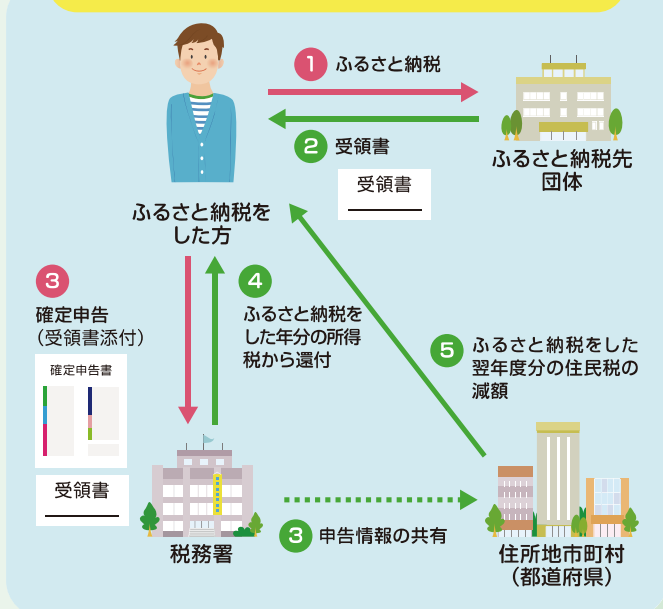 1 ふるさと納税
2 受領書
受領書
ふるさと納税先
団体
ふるさと納税を
した方
3
確定申告
（受領書添付）
確定申告書
受領書
4
ふるさと納税を
した年分の所得
税から還付
5 ふるさと納税をした
翌年度分の住民税の
減額
税務署
3 申告情報の共有
住所地市町村
（都道府県）